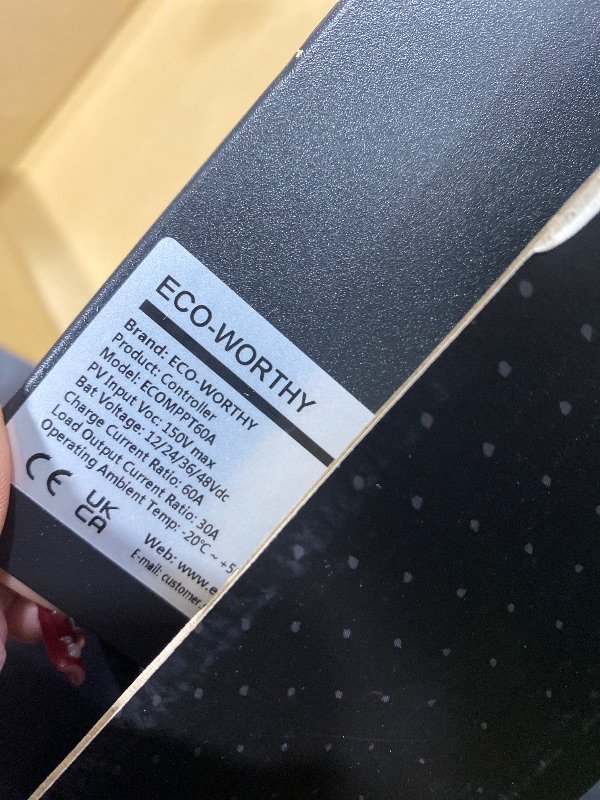 ECO-WORTHY
Brand: ECO-WORTHY
Product: Controller
Model: ECOMPPT60A
PV Input Voc: 150V max
Bat Voltage: 12/24/36/48Vdc
Charge Current Ratio: 60A
Load Output Current Ratio: 30A
Operating Ambient Temp: -20℃ ~ +5
CE UK CA
Web: www.e
E-mail: customer.